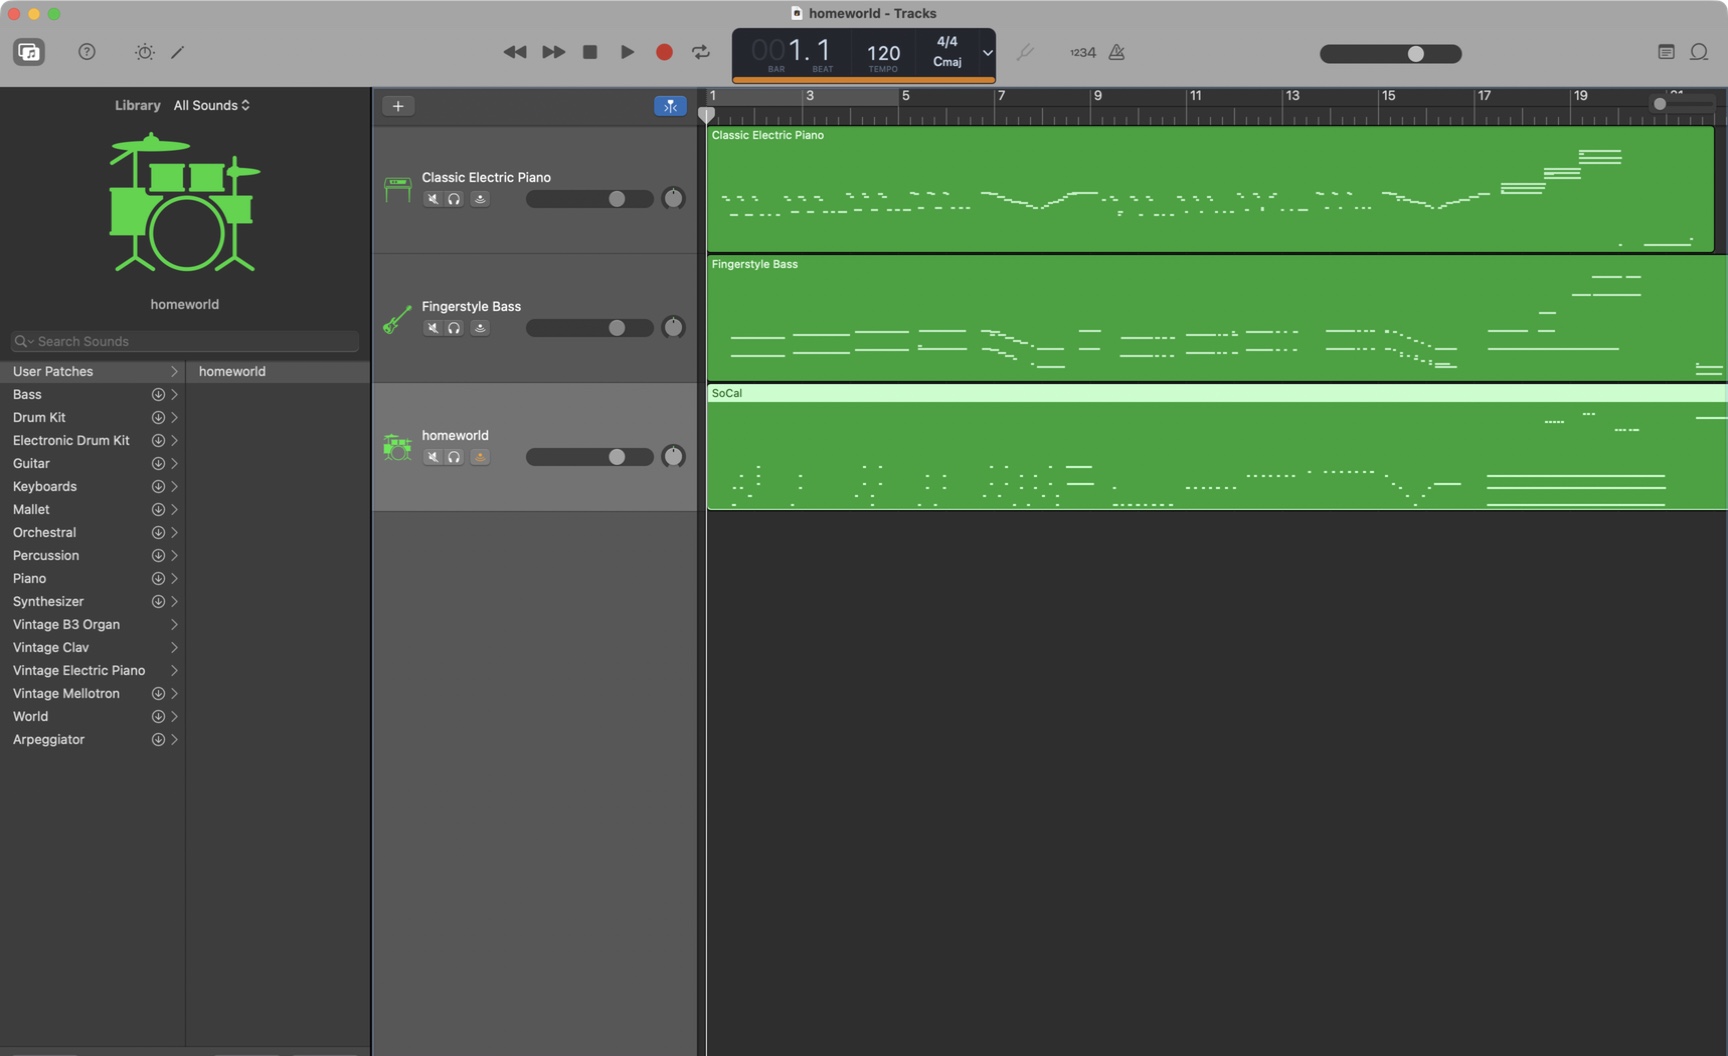 homeworld - Tracks
001.1
BAR
BEAT
120
TEMPO
4/4
Cmaj
1234
Library
All Sounds
1
3
5
7
9
11
13
15
17
19
homeworld
Search Sounds
User Patches
homeworld
Bass
Drum Kit
Electronic Drum Kit
Guitar
Keyboards
Mallet
Orchestral
Percussion
Piano
Synthesizer
Vintage B3 Organ
Vintage Clav
Vintage Electric Piano
Vintage Mellotron
World
Arpeggiator
Classic Electric Piano
Fingerstyle Bass
homeworld
Classic Electric Piano
Fingerstyle Bass
SoCal